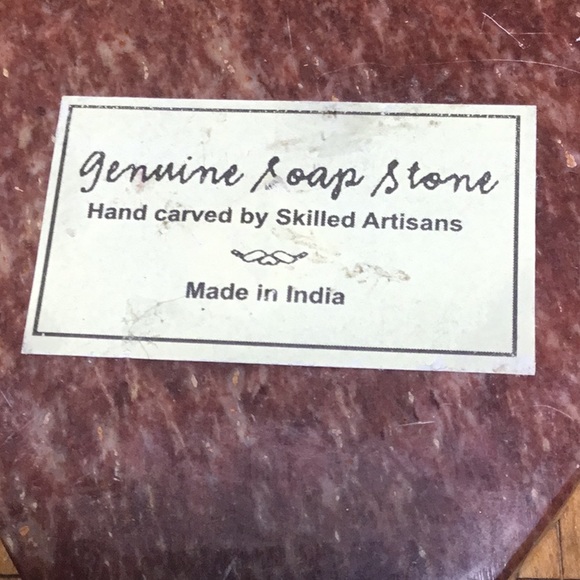 genuine Soap Stone
Hand carved by Skilled Artisans
Made in India